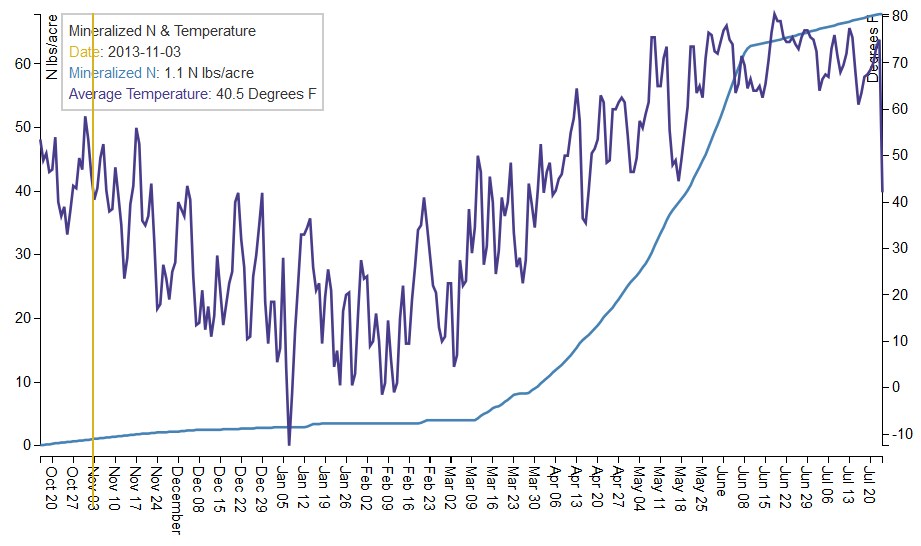 N lbs/acre
Mineralized N & Temperature
Date: 2013-11-03
Mineralized N: 1.1 N lbs/acre
Average Temperature: 40.5 Degrees F
60
50
40
30
20
10
0
Degrees F
80
70
60
50
40
30
20
10
0
-10
Oct 20
Oct 27
Nov 03
Nov 10
Nov 17
Nov 24
December
Dec 08
Dec 15
Dec 22
Dec 29
Jan 05
Jan 12
Jan 19
Jan 26
Feb 02
Feb 09
Feb 16
Feb 23
Mar 02
Mar 09
Mar 16
Mar 23
Mar 30
Apr 06
Apr 13
Apr 20
Apr 27
May 04
May 11
May 18
May 25
June
Jun 08
Jun 15
Jun 22
Jun 29
Jul 06
Jul 13
Jul 20